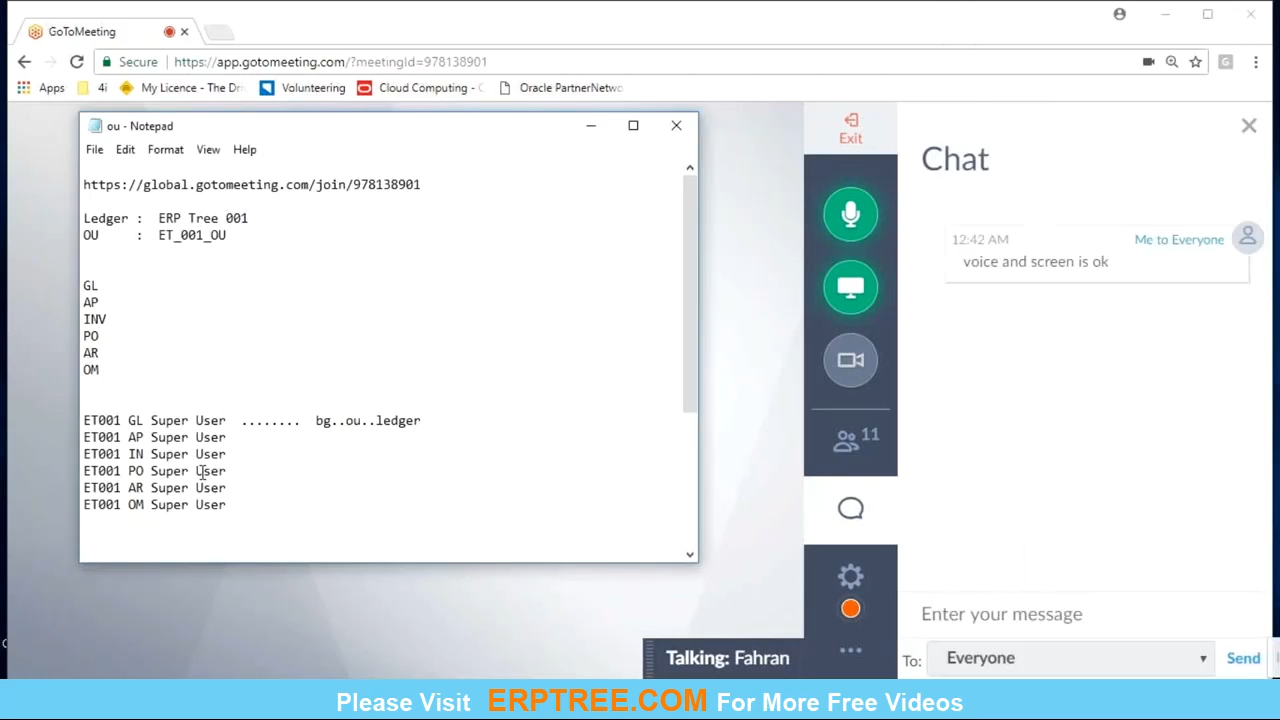 GoToMeeting
Secure
https://app.gotomeeting.com/?meetingId=978138901
Apps
4i
My Licence - The Dri
Volunteering
Cloud Computing - C
Oracle PartnerNetwo
G
ou - Notepad
File Edit Format View Help
https://global.gotomeeting.com/join/978138901
Ledger : ERP Tree 001
OU : ET_001_OU
GL
AP
INV
PO
AR
OM
ET001 GL Super User ........ bg..ou..ledger
ET001 AP Super User
ET001 IN Super User
ET001 PO Super User
ET001 AR Super User
ET001 OM Super User
Exit
11
Chat
12:42 AM
Me to Everyone
voice and screen is ok
Enter your message
Talking: Fahran
To:
Everyone
Send
Please Visit ERPTREE.COM For More Free Videos